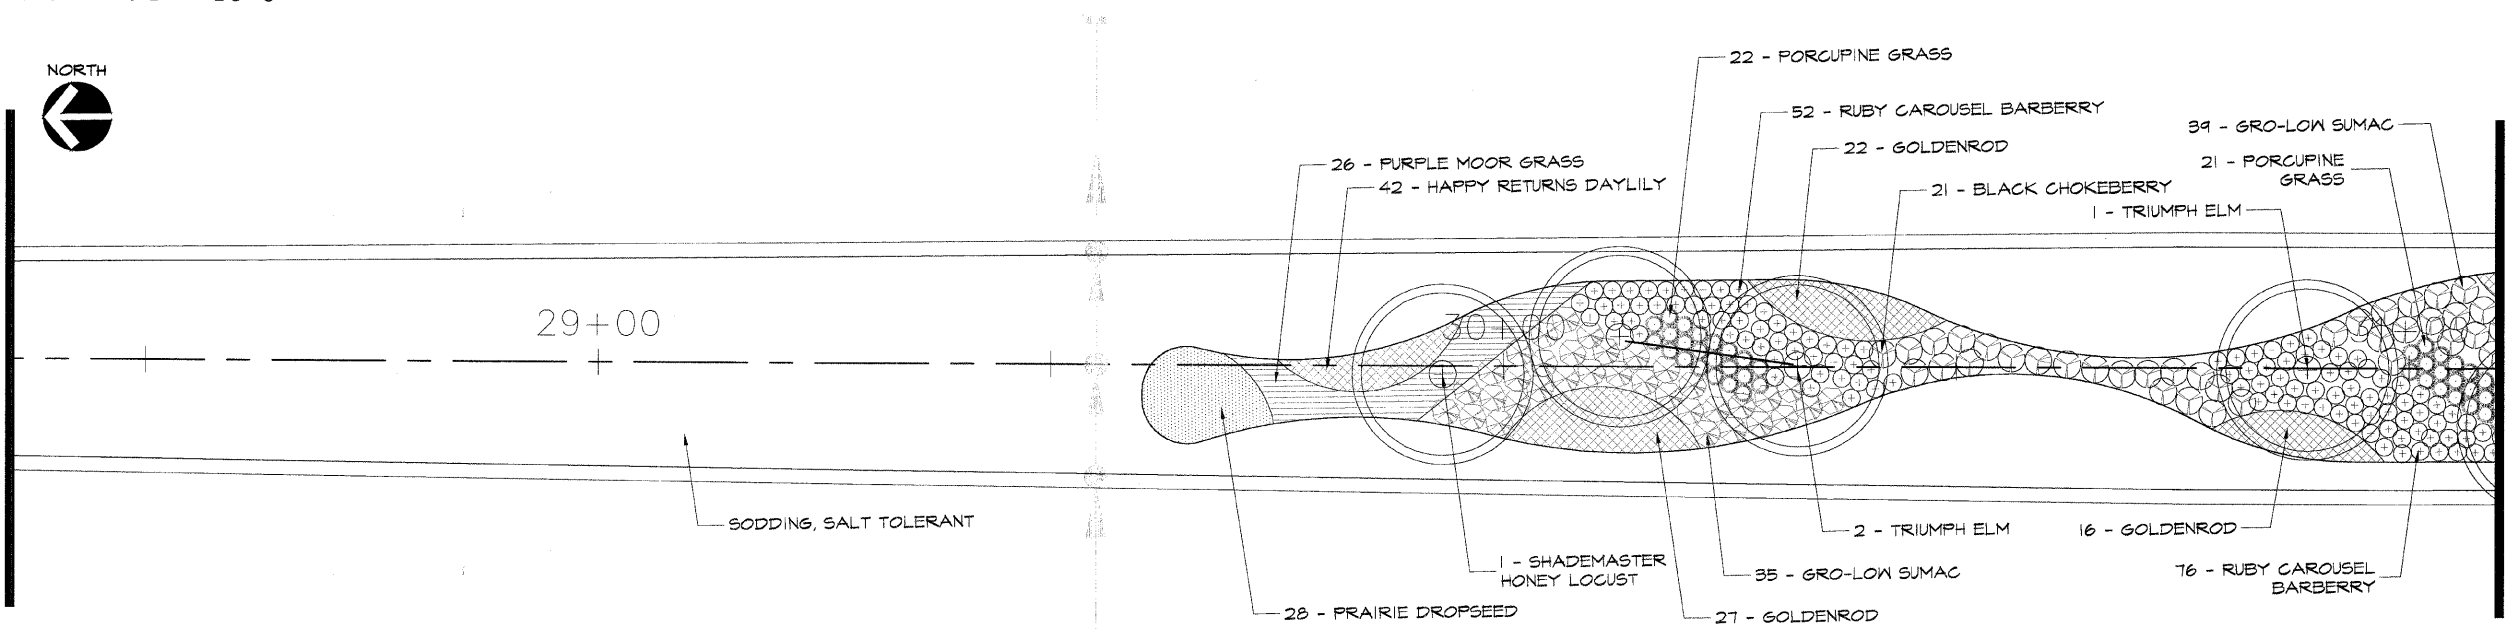 NORTH
22 - PORCUPINE GRASS
52 - RUBY CAROUSEL BARBERRY
39 - GRO-LOW SUMAC
22 - GOLDENROD
26 - PURPLE MOOR GRASS
21 - PORCUPINE
GRASS
42 - HAPPY RETURNS DAYLILY
21 - BLACK CHOKEBERRY
1 - TRIUMPH ELM
29+00
30+00
SODDING, SALT TOLERANT
2 - TRIUMPH ELM
16 - GOLDENROD
1 - SHADEMASTER
HONEY LOCUST
35 - GRO-LOW SUMAC
76 - RUBY CAROUSEL
BARBERRY
28 - PRAIRIE DROPSEED
27 - GOLDENROD